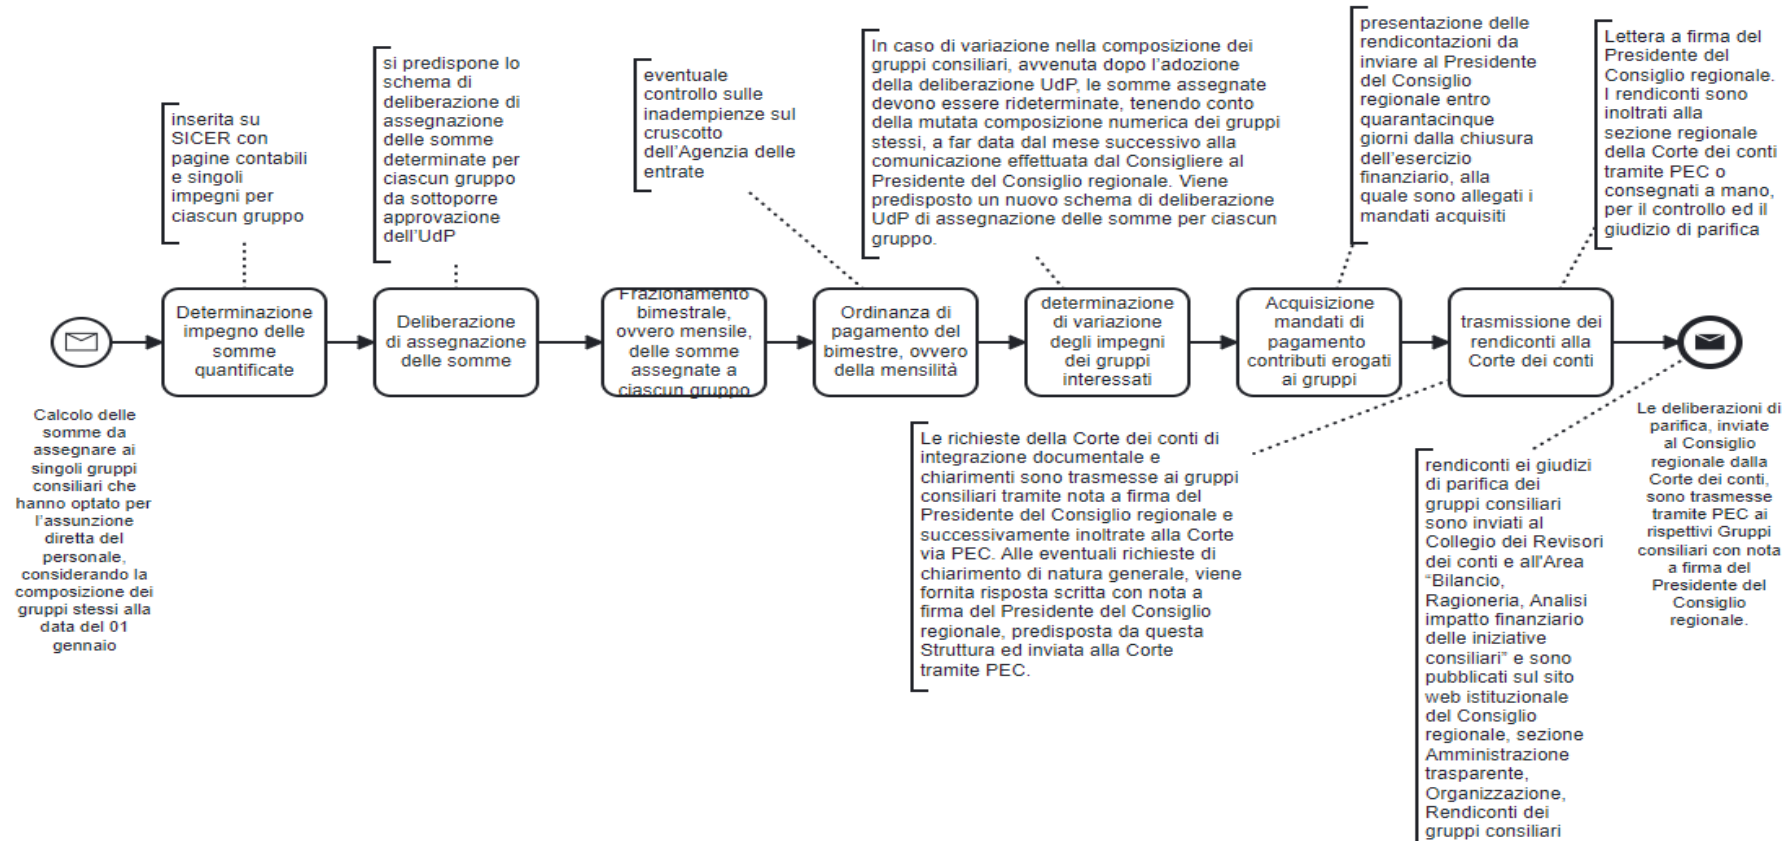 inserita su
SICER con
pagine contabili
e singoli
impegni per
ciascun gruppo
si predispone lo
schema di
deliberazione di
assegnazione
delle somme
determinate per
ciascun gruppo
da sottoporre
approvazione
dell'UdP
eventuale
controllo sulle
inadempienze sul
cruscotto
dell'Agenzia delle
entrate
In caso di variazione nella composizione dei
gruppi consiliari, avvenuta dopo l'adozione
della deliberazione UdP, le somme assegnate
devono essere rideterminate, tenendo conto
della mutata composizione numerica dei gruppi
stessi, a far data dal mese successivo alla
comunicazione effettuata dal Consigliere al
Presidente del Consiglio regionale. Viene
predisposto un nuovo schema di deliberazione
UdP di assegnazione delle somme per ciascun
gruppo.
presentazione delle
rendicontazioni da
inviare al Presidente
del Consiglio
regionale entro
quarantacinque
giorni dalla chiusura
dell'esercizio
finanziario, alla
quale sono allegati i
mandati acquisiti
Lettera a firma del
Presidente del
Consiglio regionale.
I rendiconti sono
inoltrati alla
sezione regionale
della Corte dei conti
tramite PEC o
consegnati a mano,
per il controllo ed il
giudizio di parifica
Determinazione
impegno delle
somme
quantificate
Deliberazione
di assegnazione
delle somme
Frazionamento
bimestrale,
ovvero mensile,
delle somme
assegnate a
ciascun gruppo
Ordinanza di
pagamento del
bimestre, ovvero
della mensilità
determinazione
di variazione
degli impegni
dei gruppi
interessati
Acquisizione
mandati di
pagamento
contributi erogati
ai gruppi
trasmissione dei
rendiconti alla
Corte dei conti
Calcolo delle
somme da
assegnare ai
singoli gruppi
consiliari che
hanno optato per
l'assunzione
diretta del
personale,
considerando la
composizione dei
gruppi stessi alla
data del 01
gennaio
Le richieste della Corte dei conti di
integrazione documentale e
chiarimenti sono trasmesse ai gruppi
consiliari tramite nota a firma del
Presidente del Consiglio regionale e
successivamente inoltrate alla Corte
via PEC. Alle eventuali richieste di
chiarimento di natura generale, viene
fornita risposta scritta con nota a
firma del Presidente del Consiglio
regionale, predisposta da questa
Struttura ed inviata alla Corte
tramite PEC.
rendiconti ei giudizi
di parifica dei
gruppi consiliari
sono inviati al
Collegio dei Revisori
dei conti e all'Area
“Bilancio,
Ragioneria, Analisi
impatto finanziario
delle iniziative
consiliari” e sono
pubblicati sul sito
web istituzionale
del Consiglio
regionale, sezione
Amministrazione
trasparente,
Organizzazione,
Rendiconti dei
gruppi consiliari
Le deliberazioni di
parifica, inviate
al Consiglio
regionale dalla
Corte dei conti,
sono trasmesse
tramite PEC ai
rispettivi Gruppi
consiliari con nota
a firma del
Presidente del
Consiglio
regionale.